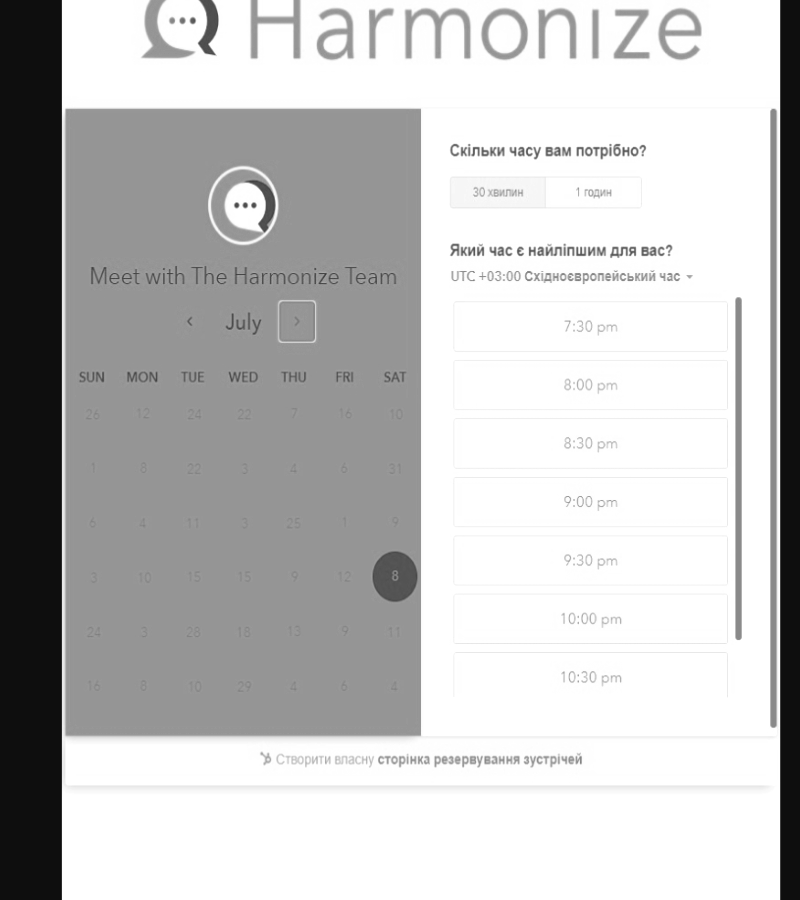 Harmonize
Meet with The Harmonize Team
July
SUN MON TUE WED THU FRI SAT
26 12 24 22 7 16 10
1 8 22 3 4 6 31
6 4 11 3 25 1 9
3 10 15 15 9 12 8
24 3 28 18 13 9 11
16 8 10 29 4 6 4
Скільки часу вам потрібно?
30 хвилин 1 годин
Який час є найліпшим для вас?
UTC +03:00 Східноєвропейський час
7:30 pm
8:00 pm
8:30 pm
9:00 pm
9:30 pm
10:00 pm
10:30 pm
Створити власну сторінка резервування зустрічей